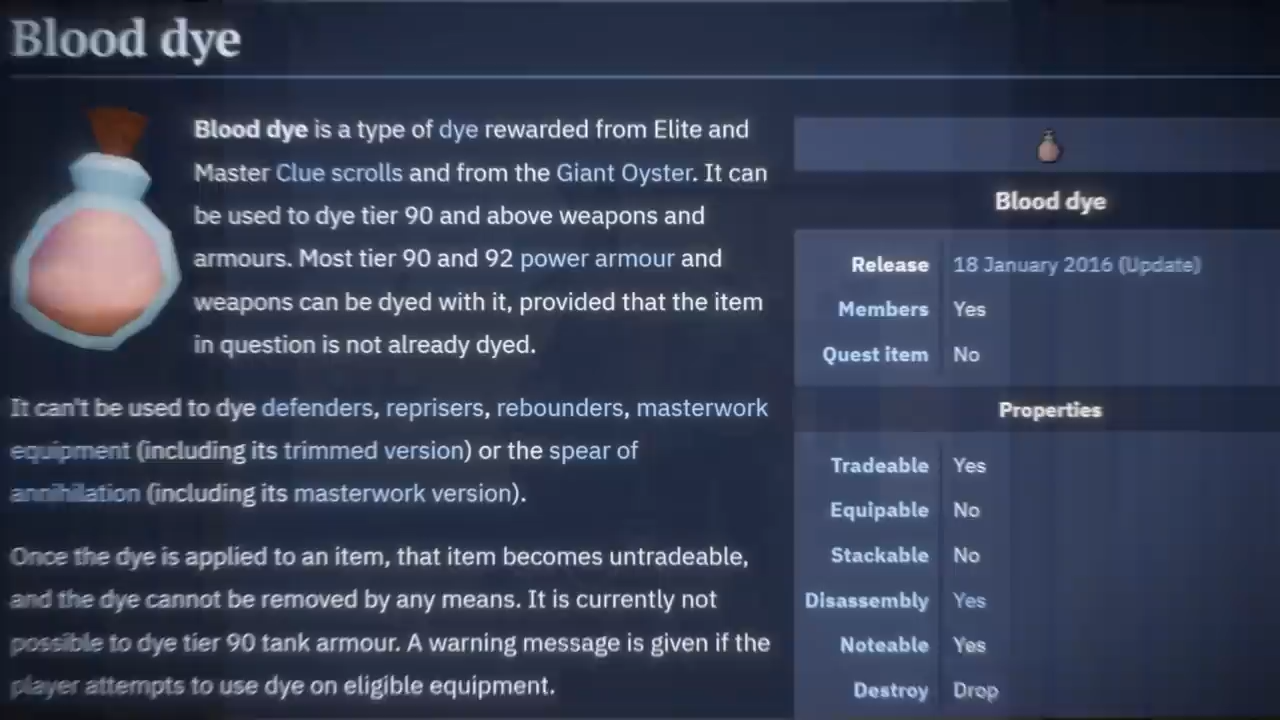 Blood dye
Blood dye is a type of dye rewarded from Elite and
Master Clue scrolls and from the Giant Oyster. It can
be used to dye tier 90 and above weapons and
armours. Most tier 90 and 92 power armour and
weapons can be dyed with it, provided that the item
in question is not already dyed.
It can't be used to dye defenders, reprisers, rebounders, masterwork
equipment (including its trimmed version) or the spear of
annihilation (including its masterwork version).
Once the dye is applied to an item, that item becomes untradeable,
and the dye cannot be removed by any means. It is currently not
possible to dye tier 90 tank armour. A warning message is given if the
player attempts to use dye on eligible equipment.
Blood dye
Release 18 January 2016 (Update)
Members Yes
Quest item No
Properties
Tradeable Yes
Equipable No
Stackable No
Disassembly Yes
Noteable Yes
Destroy Drop